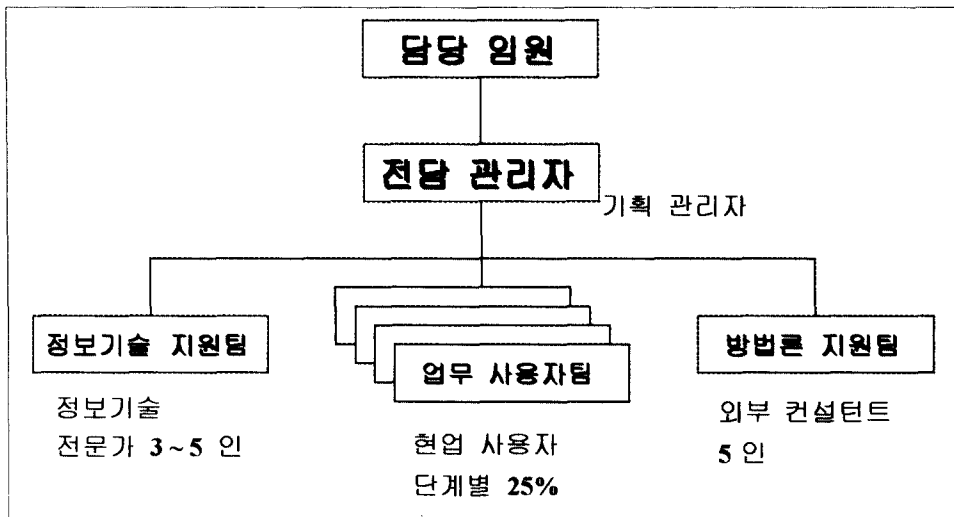 담당 임원
전담 관리자
기획 관리자
정보기술 지원팀
업무 사용자팀
방법론 지원팀
정보기술
전문가 3~5 인
현업 사용자
단계별 25%
외부 컨설턴트
5 인